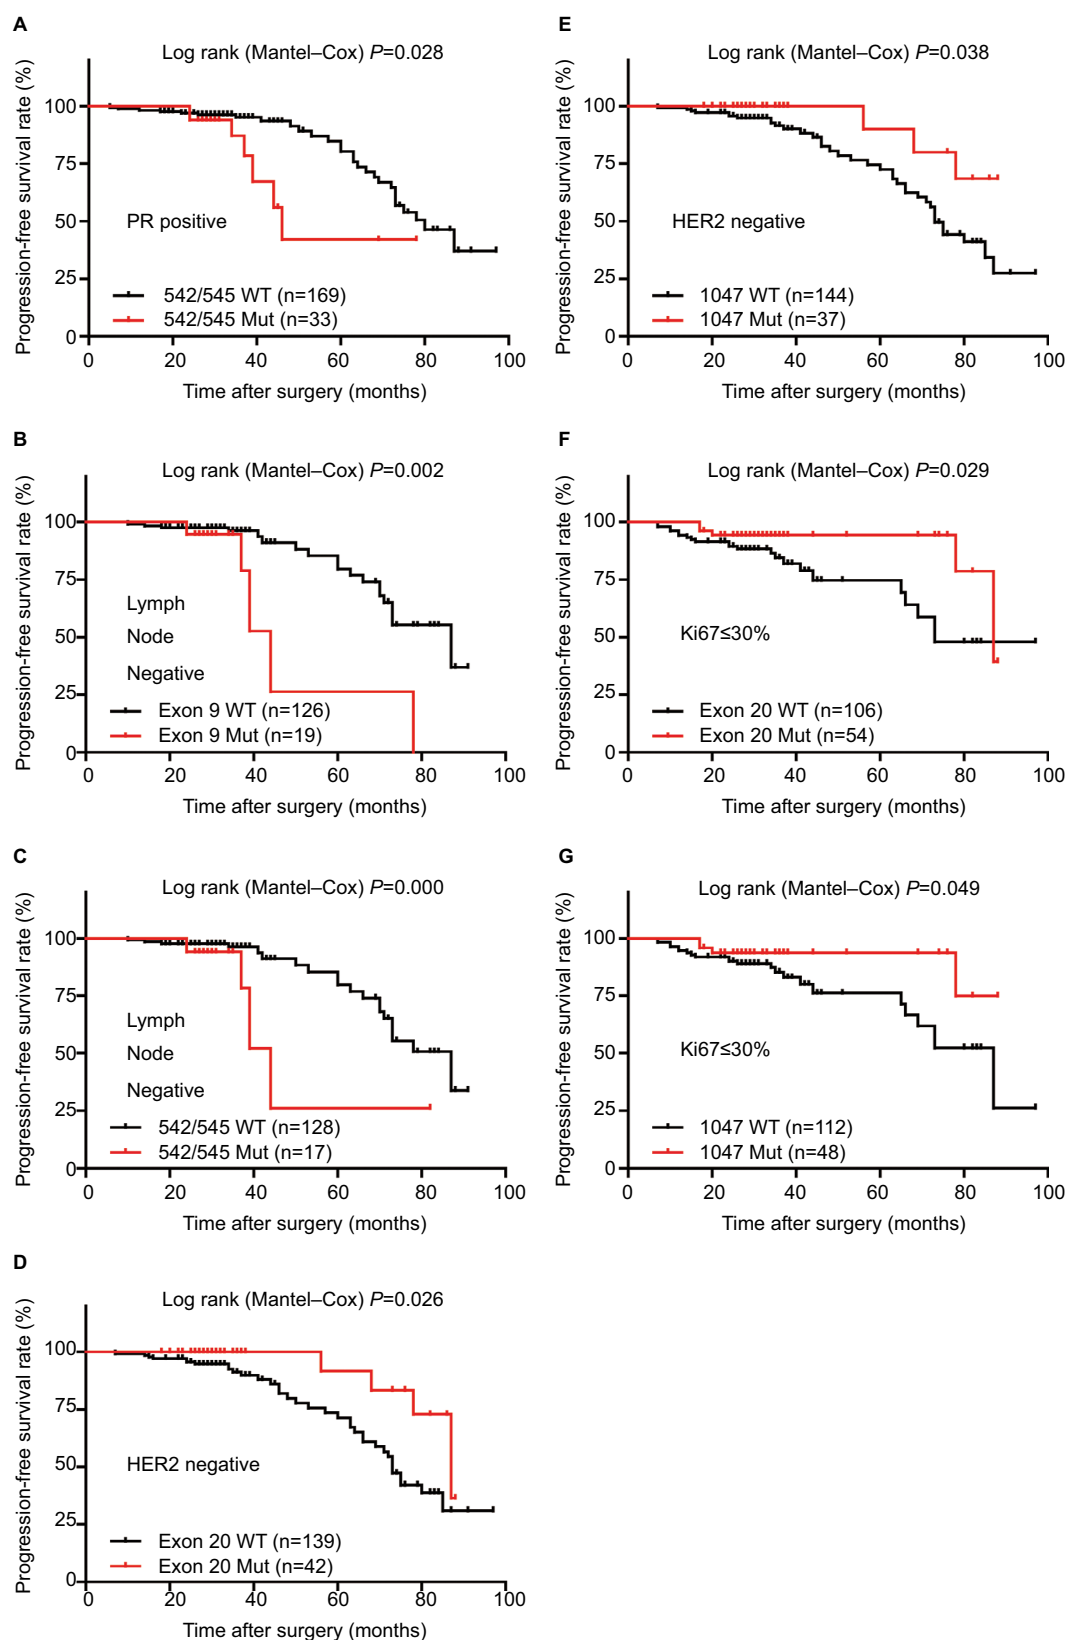 A
Log rank (Mantel–Cox) P=0.028
Progression-free survival rate (%)
100
75
50
25
0
PR positive
542/545 WT (n=169)
542/545 Mut (n=33)
0 20 40 60 80 100
Time after surgery (months)
B
Log rank (Mantel–Cox) P=0.002
Progression-free survival rate (%)
100
75
50
25
0
Lymph
Node
Negative
Exon 9 WT (n=126)
Exon 9 Mut (n=19)
0 20 40 60 80 100
Time after surgery (months)
C
Log rank (Mantel–Cox) P=0.000
Progression-free survival rate (%)
100
75
50
25
0
Lymph
Node
Negative
542/545 WT (n=128)
542/545 Mut (n=17)
0 20 40 60 80 100
Time after surgery (months)
D
Log rank (Mantel–Cox) P=0.026
Progression-free survival rate (%)
100
75
50
25
0
HER2 negative
Exon 20 WT (n=139)
Exon 20 Mut (n=42)
0 20 40 60 80 100
Time after surgery (months)
E
Log rank (Mantel–Cox) P=0.038
Progression-free survival rate (%)
100
75
50
25
0
HER2 negative
1047 WT (n=144)
1047 Mut (n=37)
0 20 40 60 80 100
Time after surgery (months)
F
Log rank (Mantel–Cox) P=0.029
Progression-free survival rate (%)
100
75
50
25
0
Ki67≤30%
Exon 20 WT (n=106)
Exon 20 Mut (n=54)
0 20 40 60 80 100
Time after surgery (months)
G
Log rank (Mantel–Cox) P=0.049
Progression-free survival rate (%)
100
75
50
25
0
Ki67≤30%
1047 WT (n=112)
1047 Mut (n=48)
0 20 40 60 80 100
Time after surgery (months)